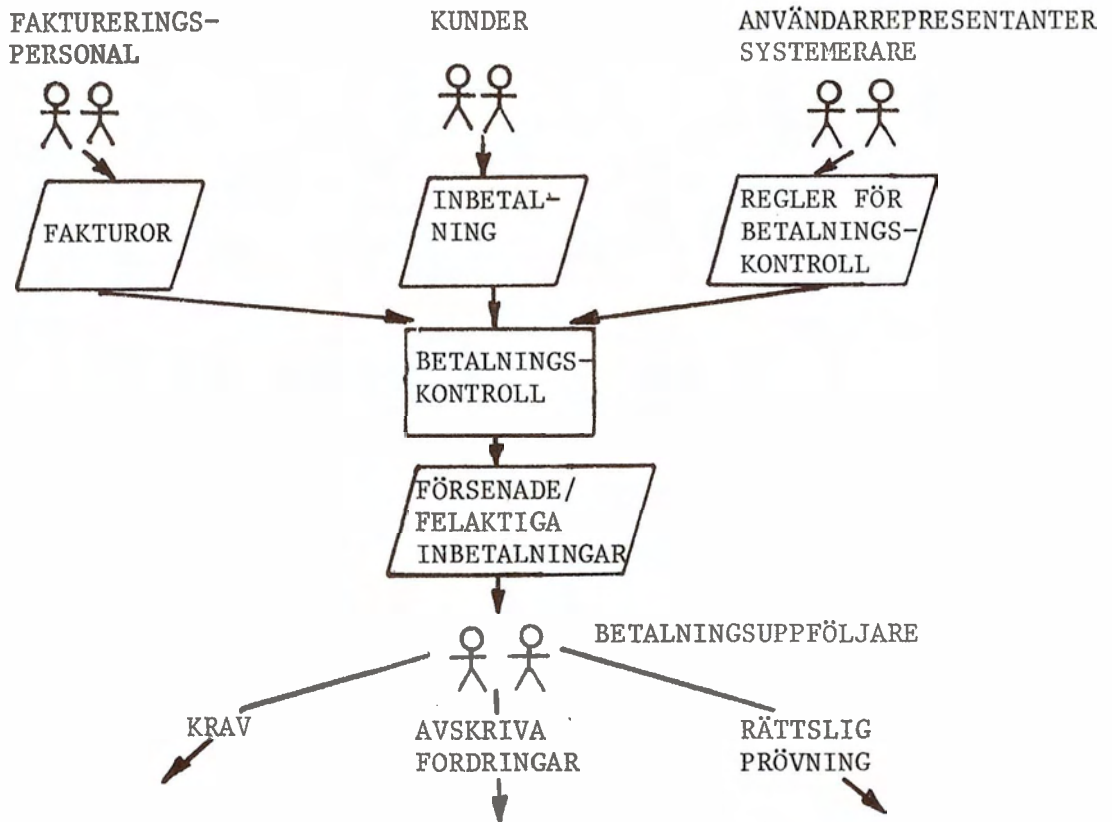 FAKTURERINGS-
PERSONAL
KUNDER
ANVÄNDARREPRESENTANTER
SYSTEMERARE
FAKTUROR
INBETAL-
NING
REGLER FÖR
BETALNINGS-
KONTROLL
BETALNINGS-
KONTROLL
FÖRSENADE/
FELAKTIGA
INBETALNINGAR
BETALNINGSUPPFÖLJARE
KRAV
AVSKRIVA
FORDRINGAR
RÄTTSLIG
PRÖVNING